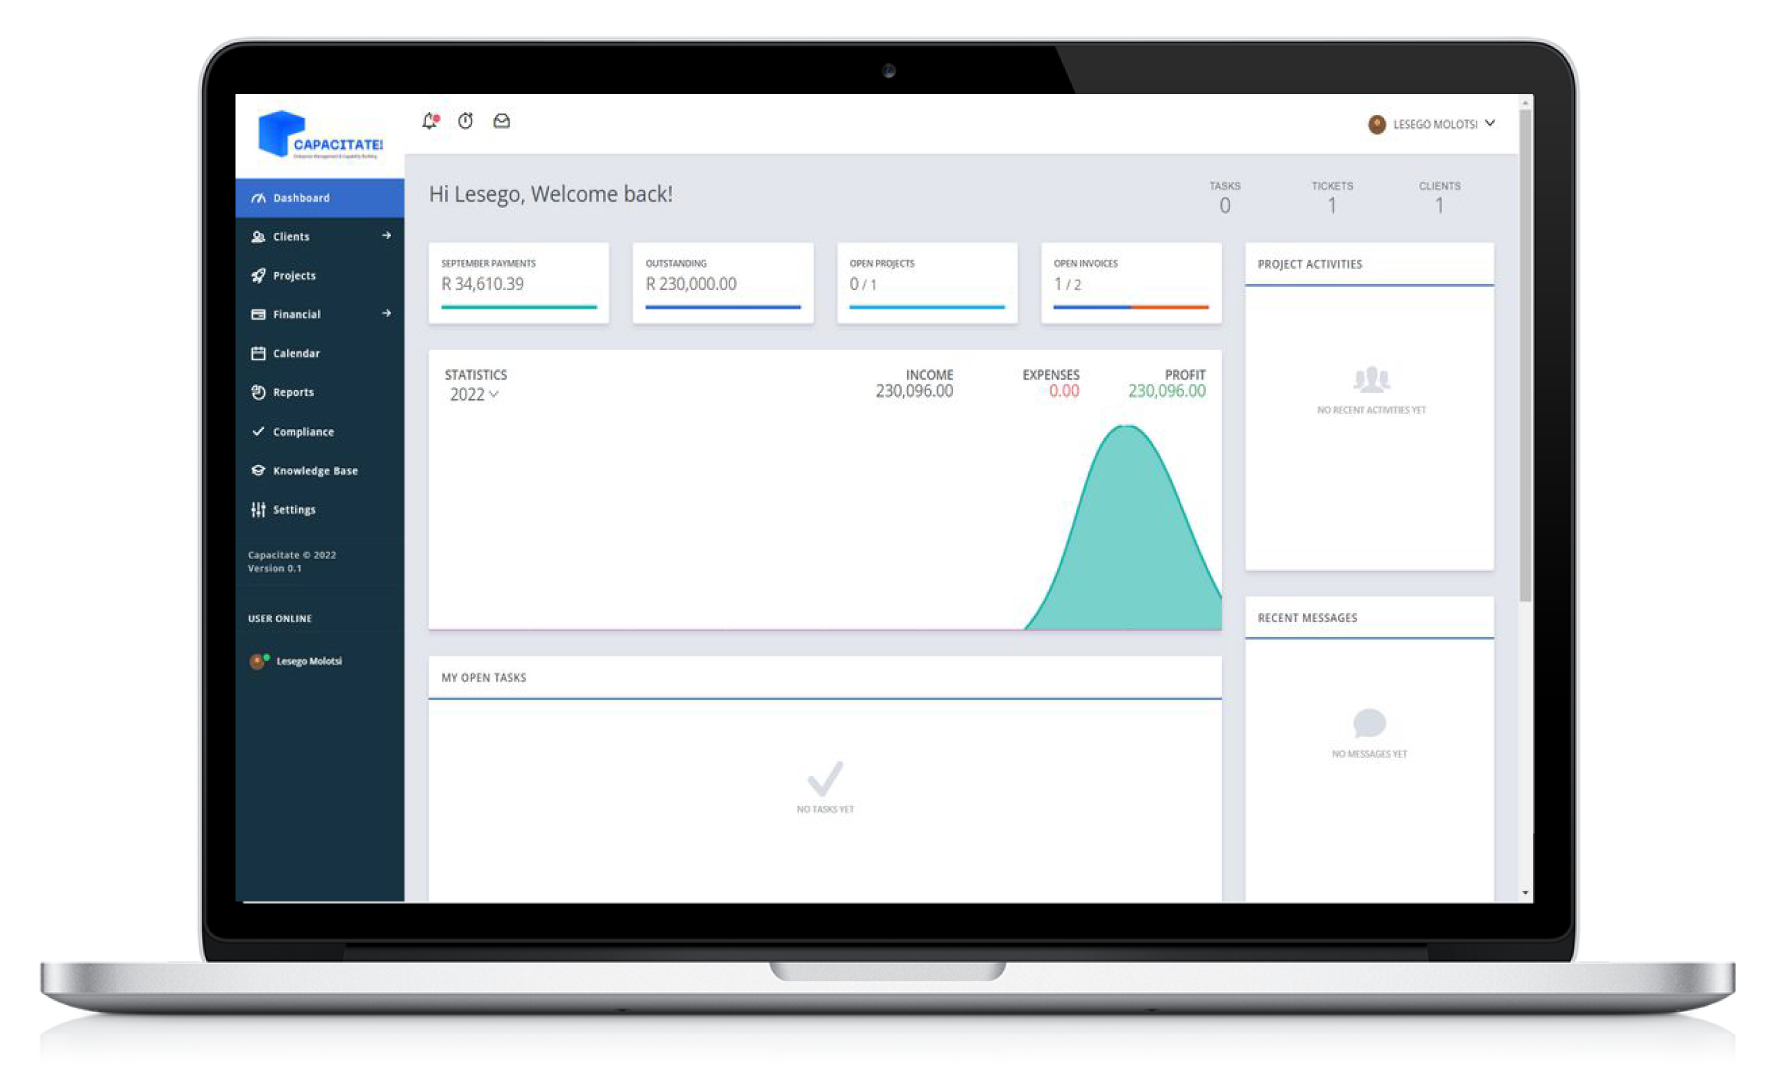 CAPACITATE!
Enterprise Management & Capability Building
LESEGO MOLOTSI
Dashboard
Clients
Projects
Financial
Calendar
Reports
Compliance
Knowledge Base
Settings
Capacitate © 2022
Version 0.1
USER ONLINE
Lesego Molotsi
Hi Lesego, Welcome back!
TASKS
0
TICKETS
1
CLIENTS
1
SEPTEMBER PAYMENTS
R 34,610.39
OUTSTANDING
R 230,000.00
OPEN PROJECTS
0 / 1
OPEN INVOICES
1 / 2
STATISTICS
2022
INCOME
230,096.00
EXPENSES
0.00
PROFIT
230,096.00
MY OPEN TASKS
NO TASKS YET
PROJECT ACTIVITIES
NO RECENT ACTIVITIES YET
RECENT MESSAGES
NO MESSAGES YET